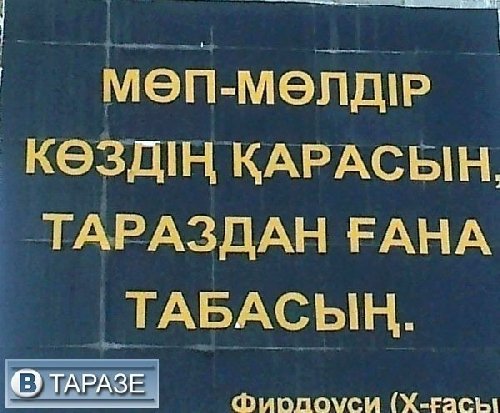 МӨП-МӨЛДІР
КӨЗДІҢ ҚАРАСЫН,
ТАРАЗДАН ҒАНА
ТАБАСЫҢ.
Фирдоуси (Х-ғасы
В ТАРАЗЕ